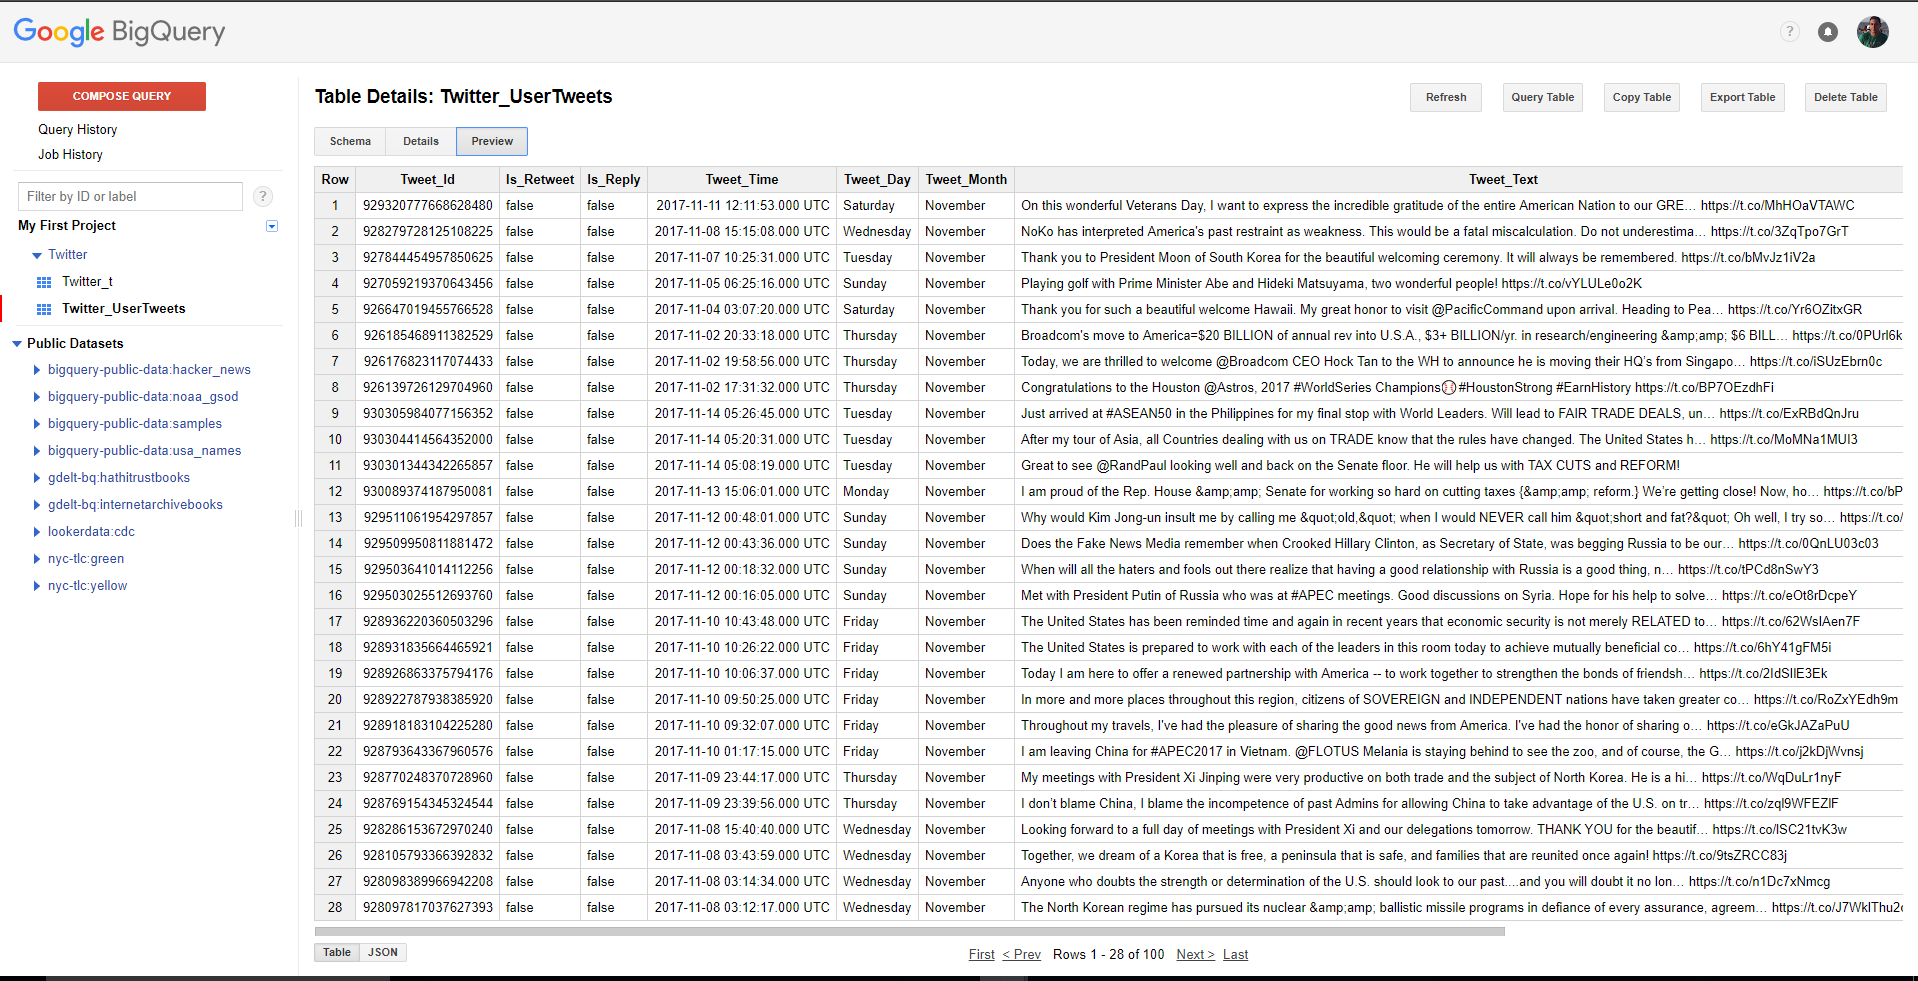 Google BigQuery
?
COMPOSE QUERY
Query History
Job History
Filter by ID or label
?
My First Project
Twitter
Twitter_t
Twitter_UserTweets
Public Datasets
bigquery-public-data:hacker_news
bigquery-public-data:noaa_gsod
bigquery-public-data:samples
bigquery-public-data:usa_names
gdelt-bq:hathitrustbooks
gdelt-bq:internetarchivebooks
lookerdata:cdc
nyc-tlc:green
nyc-tlc:yellow
Table Details: Twitter_UserTweets
Refresh Query Table Copy Table Export Table Delete Table
Schema Details Preview
Row Tweet_Id Is_Retweet Is_Reply Tweet_Time Tweet_Day Tweet_Month Tweet_Text
1 929320777668628480 false false 2017-11-11 12:11:53.000 UTC Saturday November On this wonderful Veterans Day, I want to express the incredible gratitude of the entire American Nation to our GRE… https://t.co/MhHOaVTAWC
2 928279728125108225 false false 2017-11-08 15:15:08.000 UTC Wednesday November NoKo has interpreted America's past restraint as weakness. This would be a fatal miscalculation. Do not underestima… https://t.co/3ZqTpo7GrT
3 927844454957850625 false false 2017-11-07 10:25:31.000 UTC Tuesday November Thank you to President Moon of South Korea for the beautiful welcoming ceremony. It will always be remembered. https://t.co/bMvJz1iV2a
4 927059219370643456 false false 2017-11-05 06:25:16.000 UTC Sunday November Playing golf with Prime Minister Abe and Hideki Matsuyama, two wonderful people! https://t.co/vYLULe0o2K
5 926647019455766528 false false 2017-11-04 03:07:20.000 UTC Saturday November Thank you for such a beautiful welcome Hawaii. My great honor to visit @PacificCommand upon arrival. Heading to Pea… https://t.co/Yr6OZitxGR
6 926185468911382529 false false 2017-11-02 20:33:18.000 UTC Thursday November Broadcom's move to America=$20 BILLION of annual rev into U.S.A., $3+ BILLION/yr. in research/engineering &amp;amp; $6 BILL… https://t.co/0PUrl6k
7 926176823117074433 false false 2017-11-02 19:58:56.000 UTC Thursday November Today, we are thrilled to welcome @Broadcom CEO Hock Tan to the WH to announce he is moving their HQ's from Singapo… https://t.co/iSUzEbrn0c
8 926139726129704960 false false 2017-11-02 17:31:32.000 UTC Thursday November Congratulations to the Houston @Astros, 2017 #WorldSeries Champions⚾#HoustonStrong #EarnHistory https://t.co/BP7OEzdhFi
9 930305984077156352 false false 2017-11-14 05:26:45.000 UTC Tuesday November Just arrived at #ASEAN50 in the Philippines for my final stop with World Leaders. Will lead to FAIR TRADE DEALS, un… https://t.co/ExRBdQnJru
10 930304414564352000 false false 2017-11-14 05:20:31.000 UTC Tuesday November After my tour of Asia, all Countries dealing with us on TRADE know that the rules have changed. The United States h… https://t.co/MoMNa1MUI3
11 930301344342265857 false false 2017-11-14 05:08:19.000 UTC Tuesday November Great to see @RandPaul looking well and back on the Senate floor. He will help us with TAX CUTS and REFORM!
12 930089374187950081 false false 2017-11-13 15:06:01.000 UTC Monday November I am proud of the Rep. House &amp;amp; Senate for working so hard on cutting taxes {&amp;amp; reform.} We're getting close! Now, ho… https://t.co/bP
13 929511061954297857 false false 2017-11-12 00:48:01.000 UTC Sunday November Why would Kim Jong-un insult me by calling me &quot;old,&quot; when I would NEVER call him &quot;short and fat?&quot; Oh well, I try so… https://t.co/
14 929509950811881472 false false 2017-11-12 00:43:36.000 UTC Sunday November Does the Fake News Media remember when Crooked Hillary Clinton, as Secretary of State, was begging Russia to be our… https://t.co/0QnLU03c03
15 929503641014112256 false false 2017-11-12 00:18:32.000 UTC Sunday November When will all the haters and fools out there realize that having a good relationship with Russia is a good thing, n… https://t.co/tPCd8nSwY3
16 929503025512693760 false false 2017-11-12 00:16:05.000 UTC Sunday November Met with President Putin of Russia who was at #APEC meetings. Good discussions on Syria. Hope for his help to solve… https://t.co/eOt8rDcpeY
17 928936220360503296 false false 2017-11-10 10:43:48.000 UTC Friday November The United States has been reminded time and again in recent years that economic security is not merely RELATED to… https://t.co/62WslAen7F
18 928931835664465921 false false 2017-11-10 10:26:22.000 UTC Friday November The United States is prepared to work with each of the leaders in this room today to achieve mutually beneficial co… https://t.co/6hY41gFM5i
19 928926863375794176 false false 2017-11-10 10:06:37.000 UTC Friday November Today I am here to offer a renewed partnership with America -- to work together to strengthen the bonds of friendsh… https://t.co/2IdSIlE3Ek
20 928922787938385920 false false 2017-11-10 09:50:25.000 UTC Friday November In more and more places throughout this region, citizens of SOVEREIGN and INDEPENDENT nations have taken greater co… https://t.co/RoZxYEdh9m
21 928918183104225280 false false 2017-11-10 09:32:07.000 UTC Friday November Throughout my travels, I've had the pleasure of sharing the good news from America. I've had the honor of sharing o… https://t.co/eGkJAZaPuU
22 928793643367960576 false false 2017-11-10 01:17:15.000 UTC Friday November I am leaving China for #APEC2017 in Vietnam. @FLOTUS Melania is staying behind to see the zoo, and of course, the G… https://t.co/j2kDjWvnsj
23 928770248370728960 false false 2017-11-09 23:44:17.000 UTC Thursday November My meetings with President Xi Jinping were very productive on both trade and the subject of North Korea. He is a hi… https://t.co/WqDuLr1nyF
24 928769154345324544 false false 2017-11-09 23:39:56.000 UTC Thursday November I don't blame China, I blame the incompetence of past Admins for allowing China to take advantage of the U.S. on tr… https://t.co/zql9WFEZlF
25 928286153672970240 false false 2017-11-08 15:40:40.000 UTC Wednesday November Looking forward to a full day of meetings with President Xi and our delegations tomorrow. THANK YOU for the beautif… https://t.co/lSC21tvK3w
26 928105793366392832 false false 2017-11-08 03:43:59.000 UTC Wednesday November Together, we dream of a Korea that is free, a peninsula that is safe, and families that are reunited once again! https://t.co/9tsZRCC83j
27 928098389966942208 false false 2017-11-08 03:14:34.000 UTC Wednesday November Anyone who doubts the strength or determination of the U.S. should look to our past....and you will doubt it no lon… https://t.co/n1Dc7xNmcg
28 928097817037627393 false false 2017-11-08 03:12:17.000 UTC Wednesday November The North Korean regime has pursued its nuclear &amp;amp; ballistic missile programs in defiance of every assurance, agreem… https://t.co/J7WklThu2c
Table JSON
First < Prev Rows 1 - 28 of 100 Next > Last